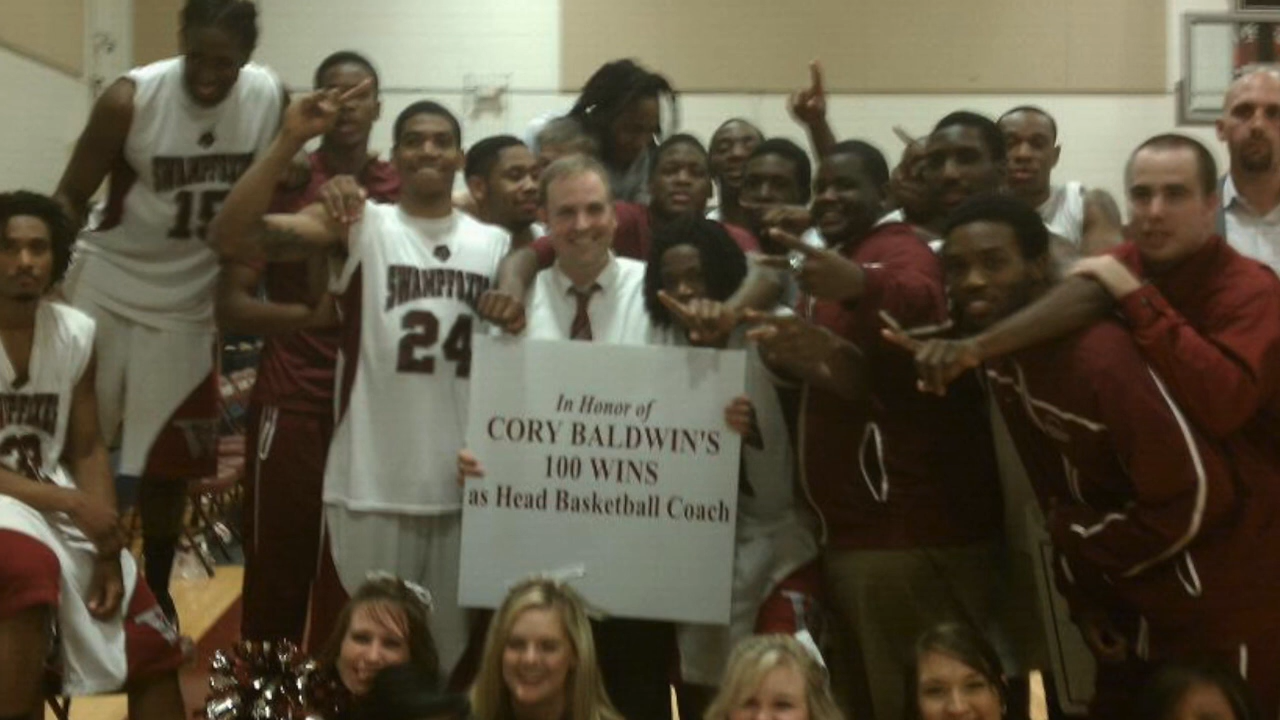 SWAMPFOXES
15
SWAMPFOXES
24
In Honor of
CORY BALDWIN'S
100 WINS
as Head Basketball Coach